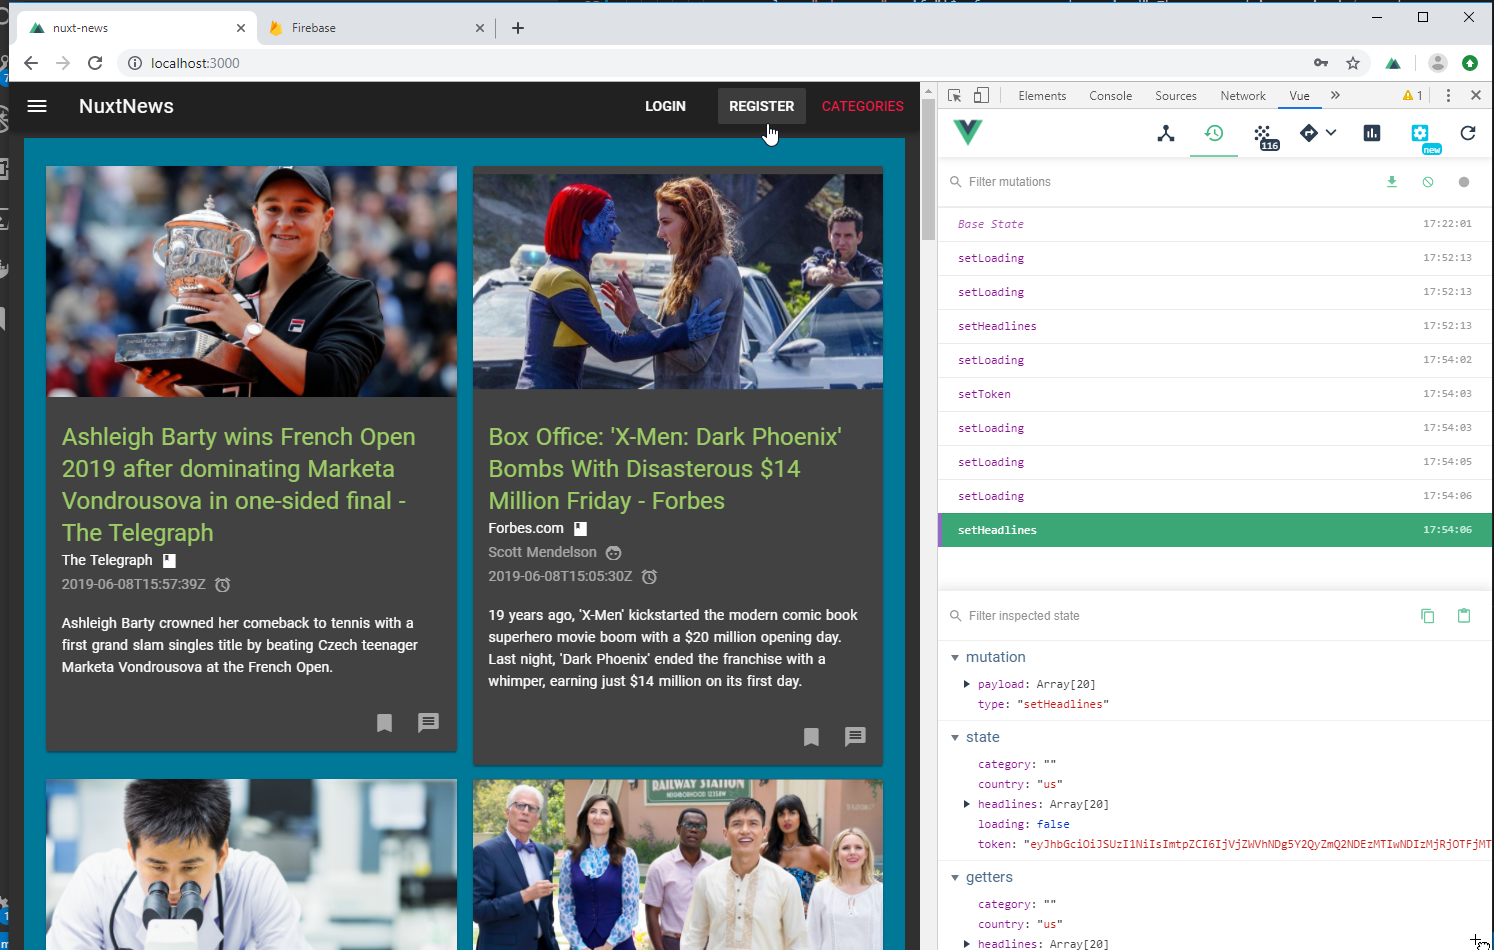 nuxt-news
Firebase
localhost:3000
NuxtNews
LOGIN
REGISTER
CATEGORIES
Ashleigh Barty wins French Open
2019 after dominating Marketa
Vondrousova in one-sided final -
The Telegraph
The Telegraph
2019-06-08T15:57:39Z
Ashleigh Barty crowned her comeback to tennis with a
first grand slam singles title by beating Czech teenager
Marketa Vondrousova at the French Open.
Box Office: 'X-Men: Dark Phoenix'
Bombs With Disasterous $14
Million Friday - Forbes
Forbes.com
Scott Mendelson
2019-06-08T15:05:30Z
19 years ago, 'X-Men' kickstarted the modern comic book
superhero movie boom with a $20 million opening day.
Last night, 'Dark Phoenix' ended the franchise with a
whimper, earning just $14 million on its first day.
RAILWAY STATION
Elements Console Sources Network Vue » 1
116
new
Filter mutations
Base State 17:22:01
setLoading 17:52:13
setLoading 17:52:13
setHeadlines 17:52:13
setLoading 17:54:02
setToken 17:54:03
setLoading 17:54:03
setLoading 17:54:05
setLoading 17:54:06
setHeadlines 17:54:06
Filter inspected state
mutation
payload: Array[20]
type: "setHeadlines"
state
category: ""
country: "us"
headlines: Array[20]
loading: false
token: "eyJhbGciOiJSUzI1NiIsImtpZCI6IjVjZWVhNDg5Y2QyZmQ2NDEzMTIwNDIzMjRjOTFjMT
getters
category: ""
country: "us"
headlines: Array[20]